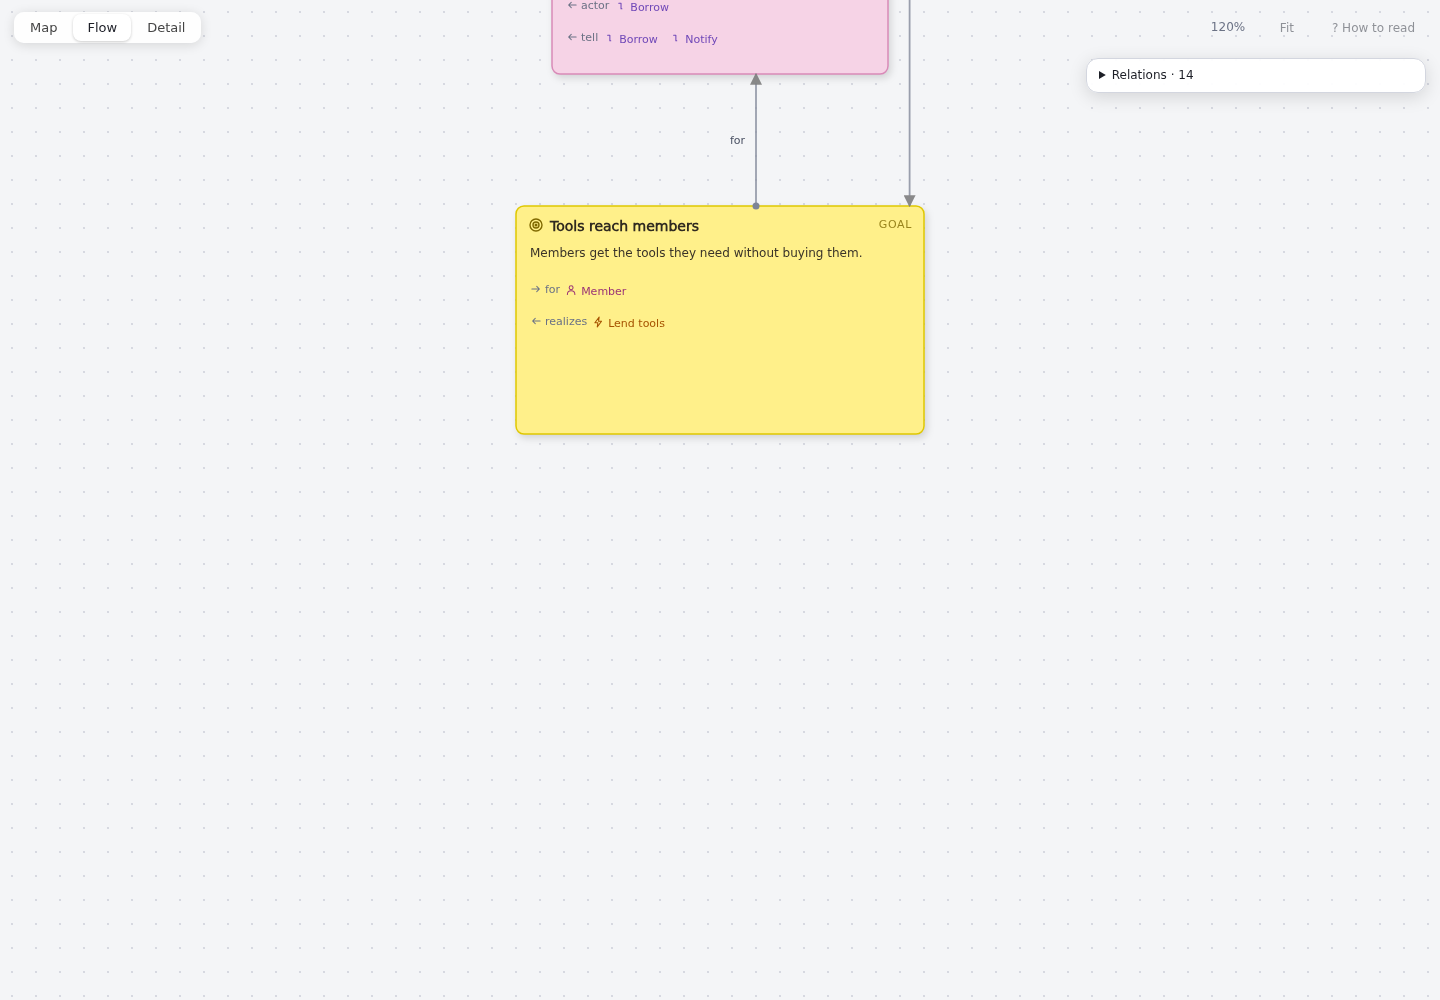 Map Flow Detail
120% Fit ? How to read
Relations · 14
← actor Borrow
← tell Borrow Notify
for
Tools reach members GOAL
Members get the tools they need without buying them.
→ for Member
← realizes Lend tools